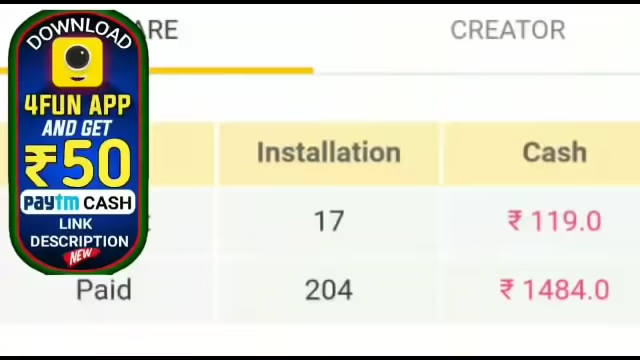 DOWNLOAD
4FUN APP
AND GET
₹50
Paytm CASH
LINK
DESCRIPTION
NEW
ARE CREATOR
Installation Cash
17 ₹ 119.0
Paid 204 ₹ 1484.0